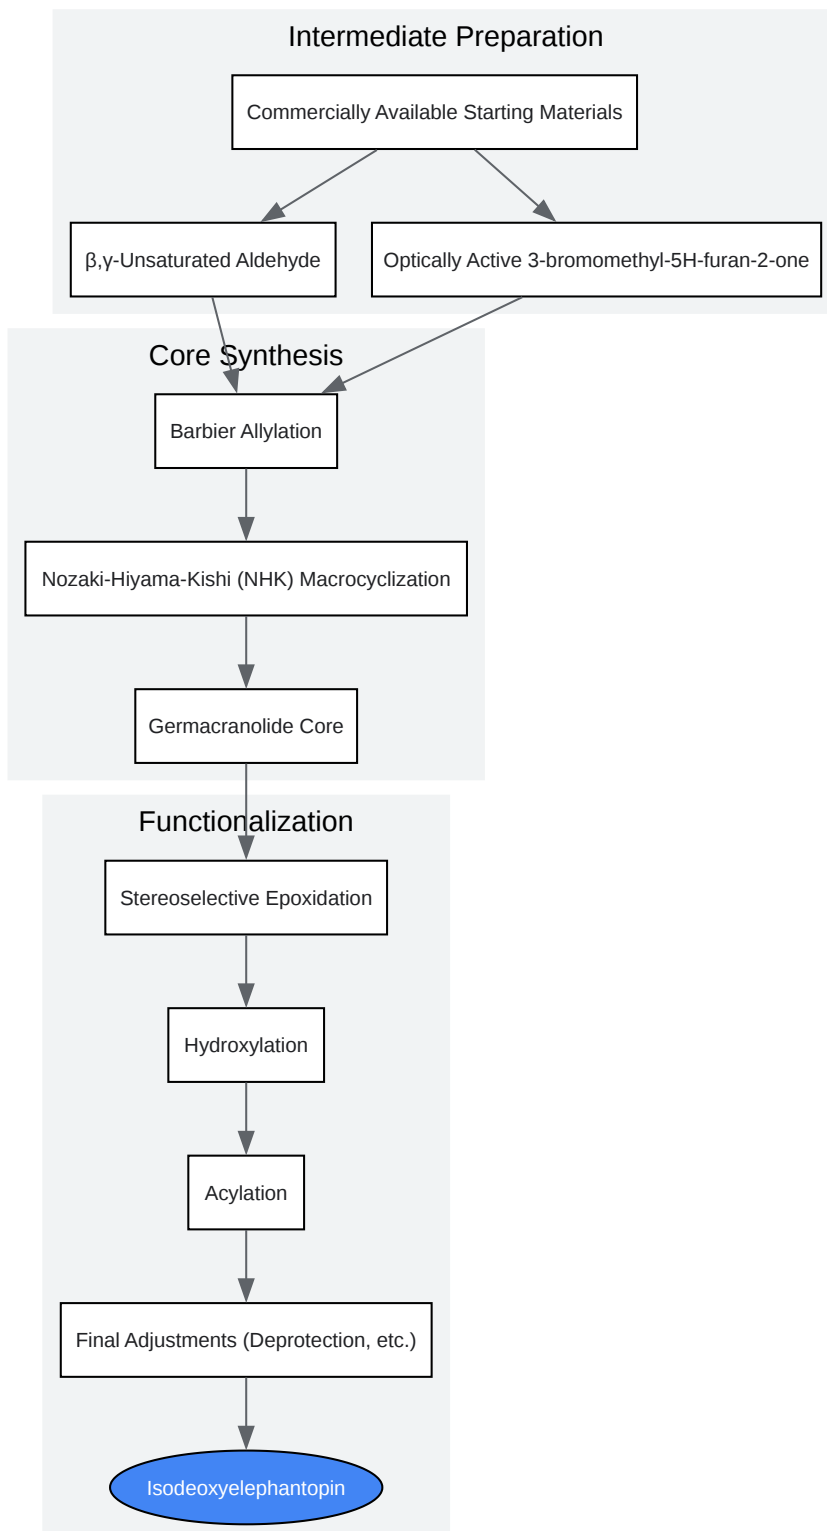 Intermediate Preparation
Commercially Available Starting Materials
β,γ-Unsaturated Aldehyde
Optically Active 3-bromomethyl-5H-furan-2-one
Core Synthesis
Barbier Allylation
Nozaki-Hiyama-Kishi (NHK) Macrocyclization
Germacranolide Core
Functionalization
Stereoselective Epoxidation
Hydroxylation
Acylation
Final Adjustments (Deprotection, etc.)
Isodeoxyelephantopin